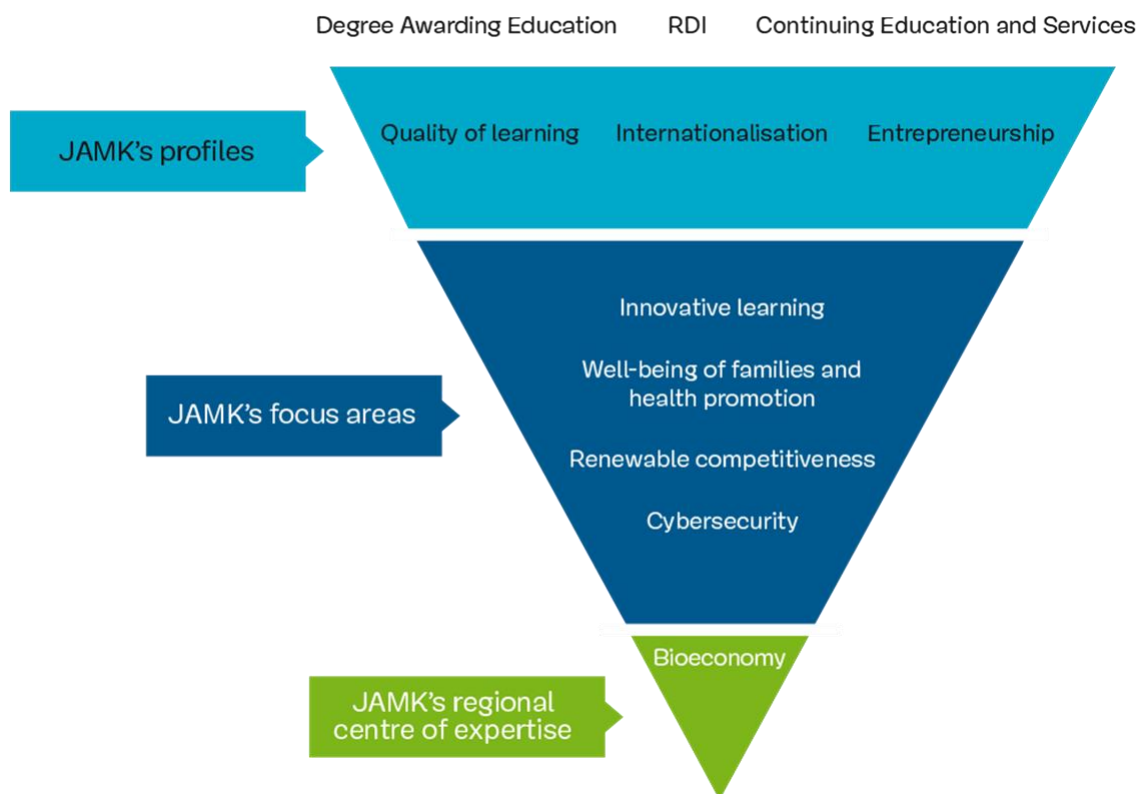 Degree Awarding Education RDI Continuing Education and Services
JAMK's profiles
Quality of learning Internationalisation Entrepreneurship
JAMK's focus areas
Innovative learning
Well-being of families and
health promotion
Renewable competitiveness
Cybersecurity
JAMK's regional
centre of expertise
Bioeconomy